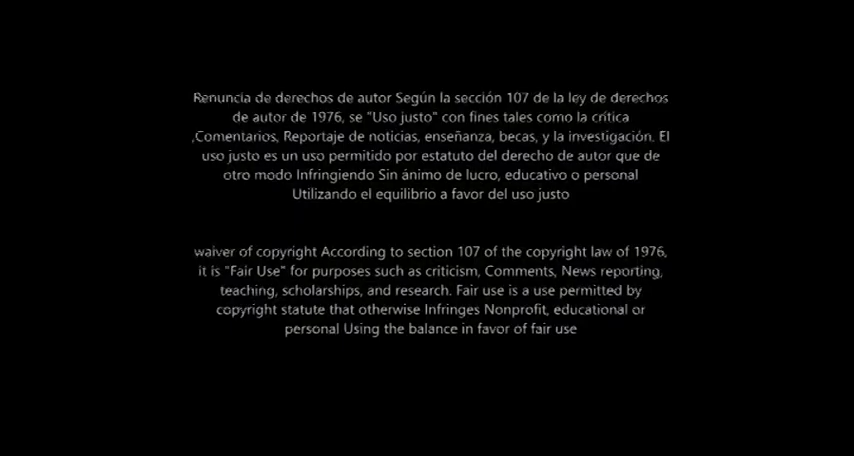 Renuncia de derechos de autor Según la sección 107 de la ley de derechos
de autor de 1976, se "Uso justo" con fines tales como la crítica
,Comentarios, Reportaje de noticias, enseñanza, becas, y la investigación. El
uso justo es un uso permitido por estatuto del derecho de autor que de
otro modo Infringiendo Sin ánimo de lucro, educativo o personal
Utilizando el equilibrio a favor del uso justo
waiver of copyright According to section 107 of the copyright law of 1976,
it is "Fair Use" for purposes such as criticism, Comments, News reporting,
teaching, scholarships, and research. Fair use is a use permitted by
copyright statute that otherwise Infringes Nonprofit, educational or
personal Using the balance in favor of fair use